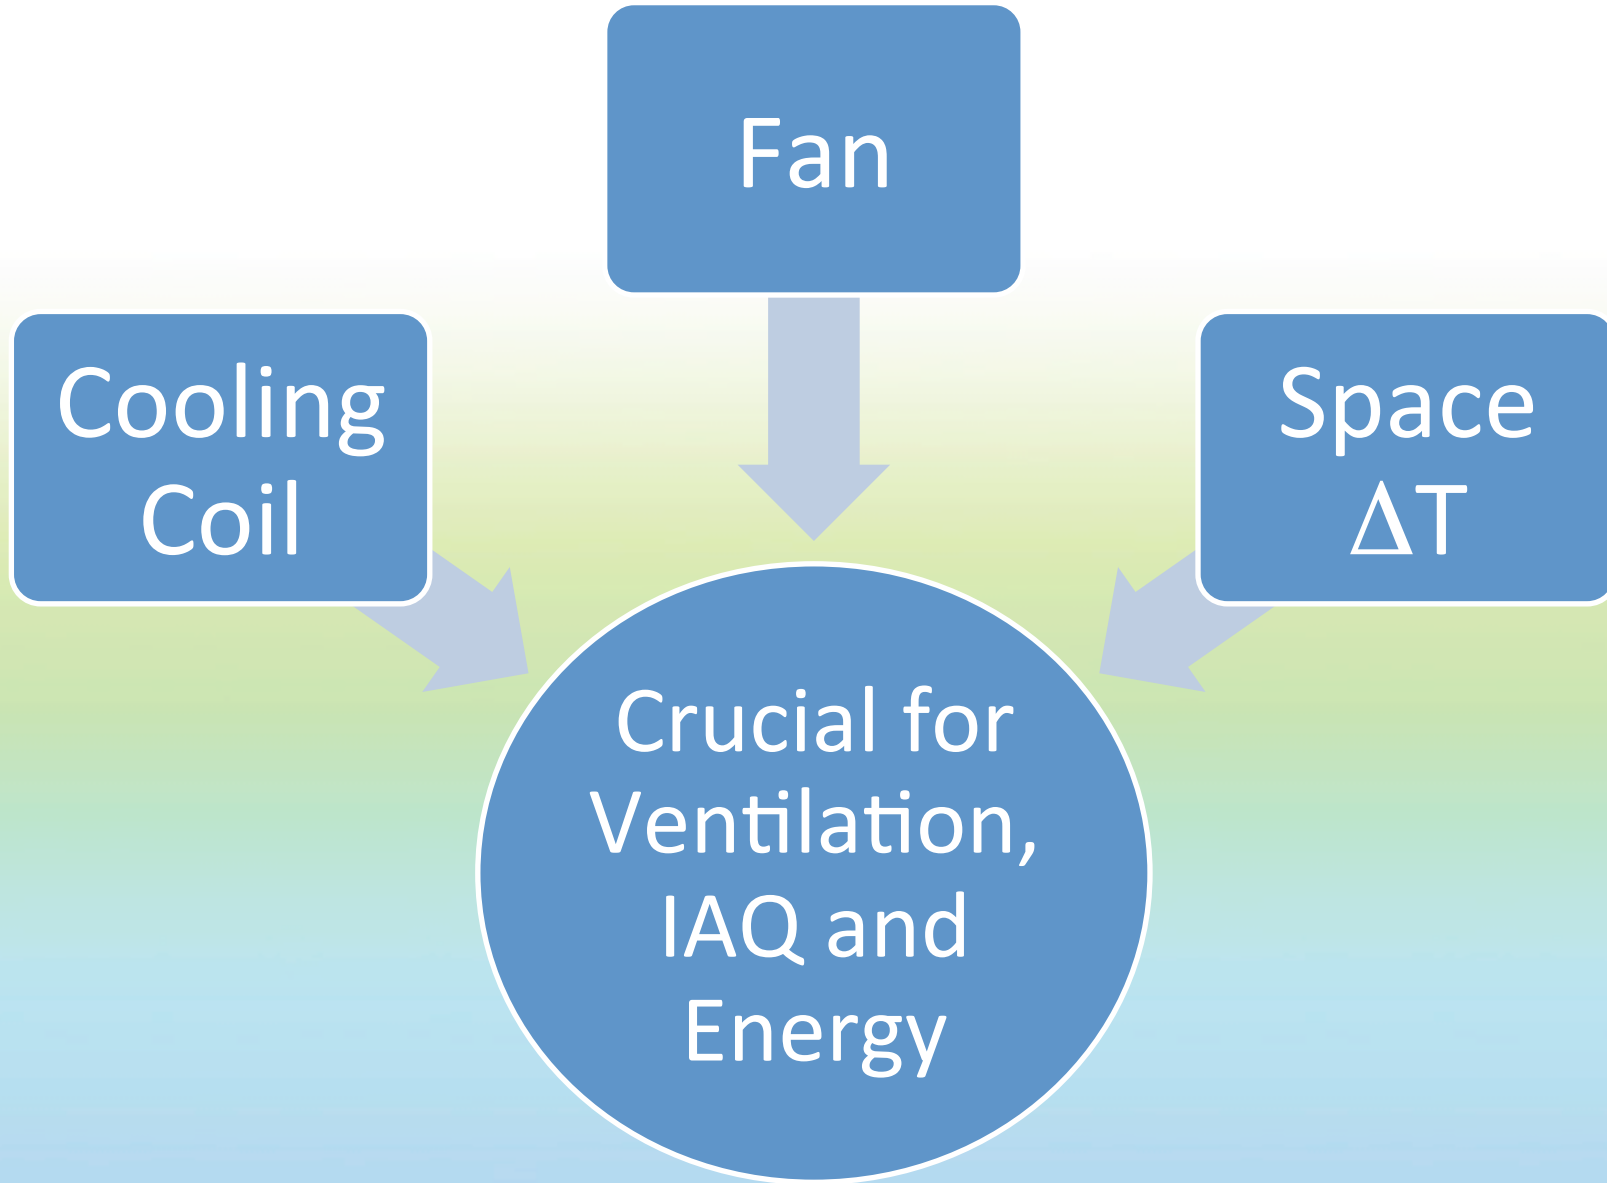 Fan
Cooling
Coil
Space
ΔT
Crucial for
Ventilation,
IAQ and
Energy